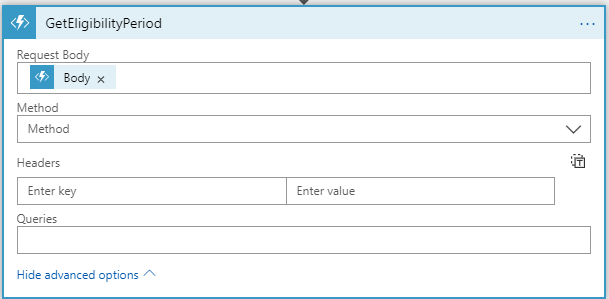 GetEligibilityPeriod ...
Request Body
Body ×
Method
Method
Headers
T
Enter key Enter value
Queries
Hide advanced options